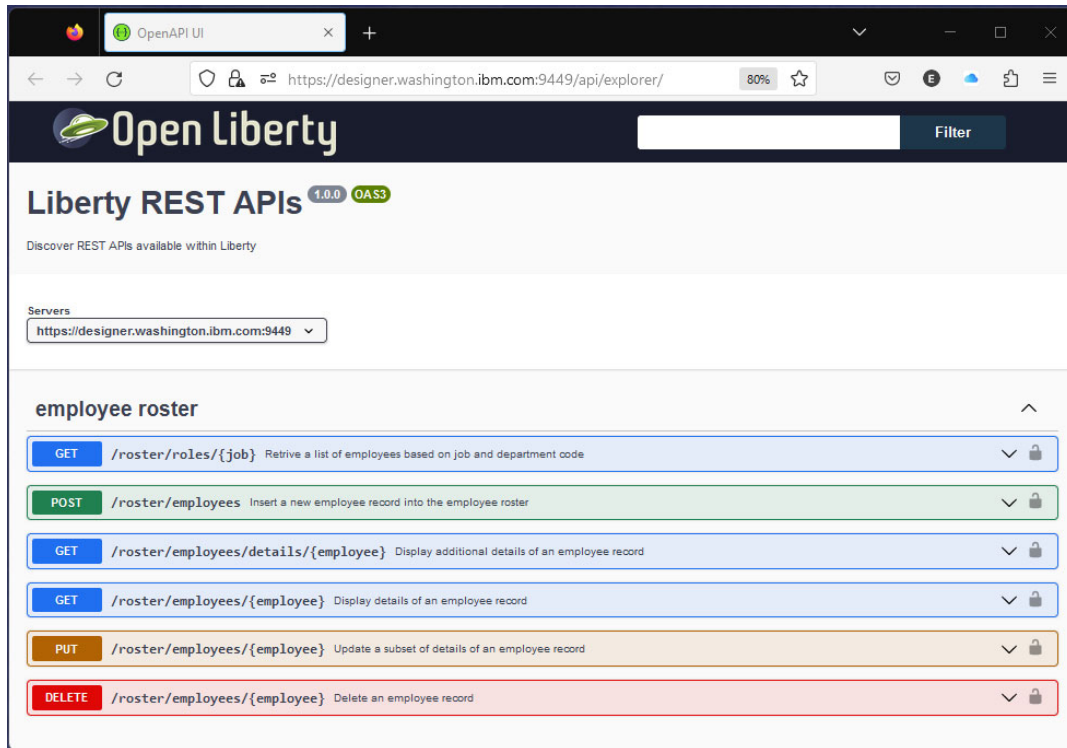 OpenAPI UI
https://designer.washington.ibm.com:9449/api/explorer/ 80% E
Open Liberty Filter
Liberty REST APIs 1.0.0 OAS3
Discover REST APIs available within Liberty
Servers
https://designer.washington.ibm.com:9449
employee roster
GET /roster/roles/{job} Retrive a list of employees based on job and department code
POST /roster/employees Insert a new employee record into the employee roster
GET /roster/employees/details/{employee} Display additional details of an employee record
GET /roster/employees/{employee} Display details of an employee record
PUT /roster/employees/{employee} Update a subset of details of an employee record
DELETE /roster/employees/{employee} Delete an employee record